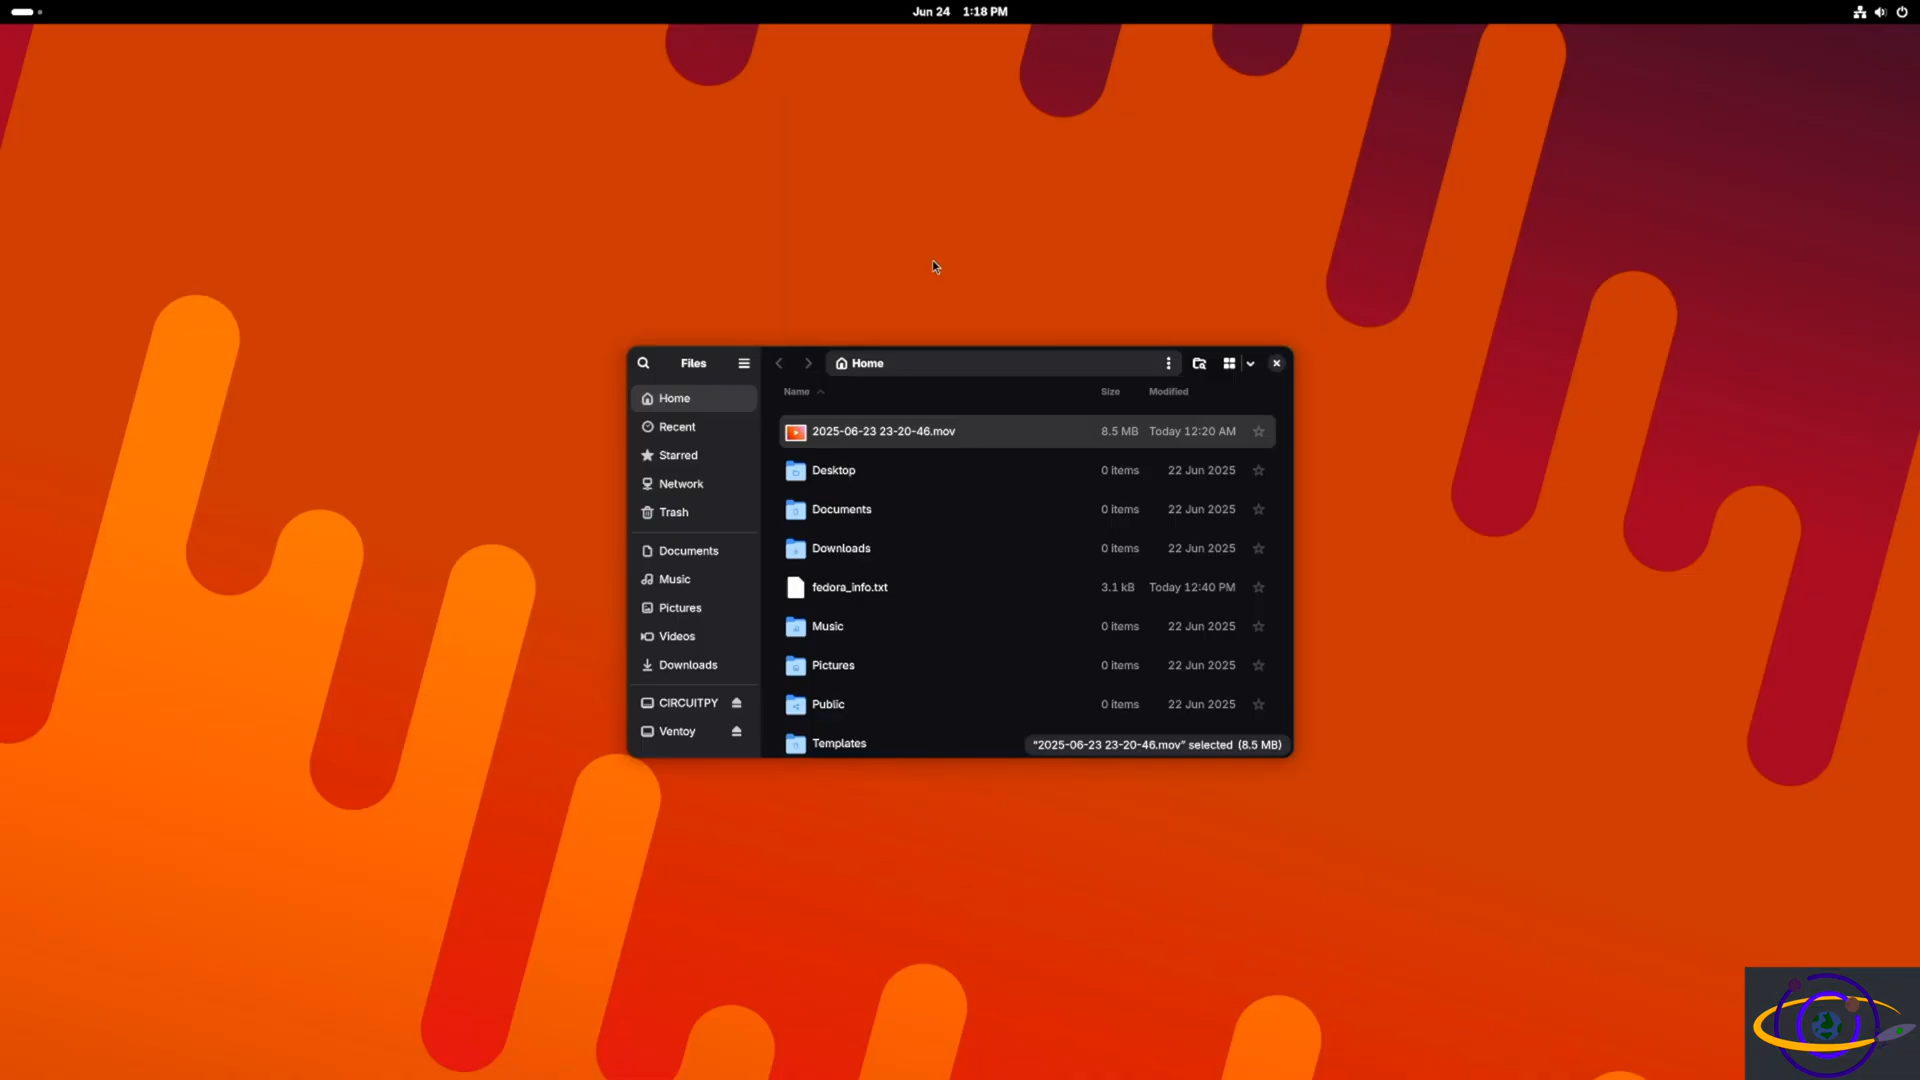 Jun 24 1:18 PM
Files
Home
Name Size Modified
Home
Recent
Starred
Network
Trash
Documents
Music
Pictures
Videos
Downloads
CIRCUITPY
Ventoy
2025-06-23 23-20-46.mov 8.5 MB Today 12:20 AM
Desktop 0 items 22 Jun 2025
Documents 0 items 22 Jun 2025
Downloads 0 items 22 Jun 2025
fedora_info.txt 3.1 kB Today 12:40 PM
Music 0 items 22 Jun 2025
Pictures 0 items 22 Jun 2025
Public 0 items 22 Jun 2025
Templates
"2025-06-23 23-20-46.mov" selected (8.5 MB)